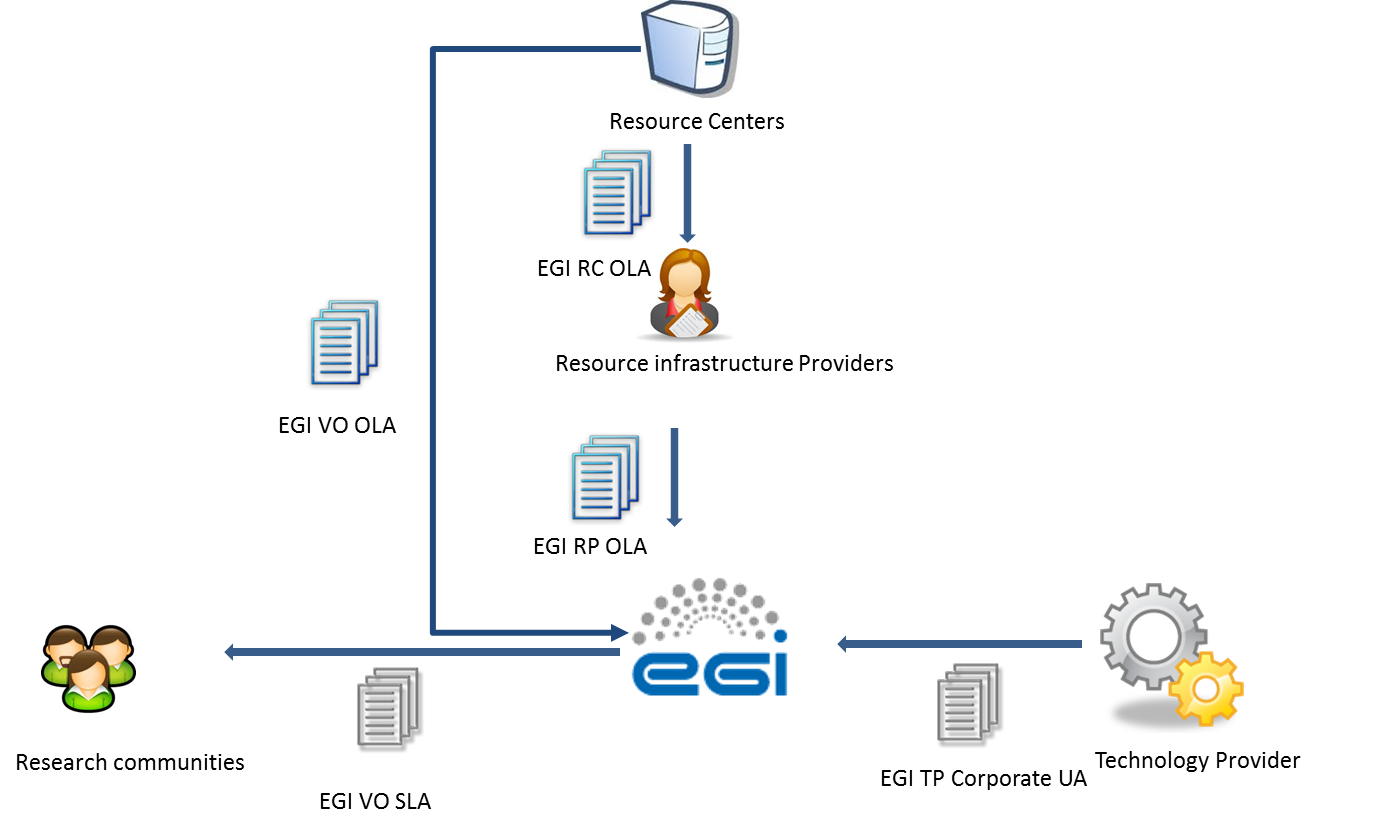 Resource Centers
EGI RC OLA
Resource infrastructure Providers
EGI VO OLA
EGI RP OLA
egi
Research communities
EGI VO SLA
EGI TP Corporate UA
Technology Provider